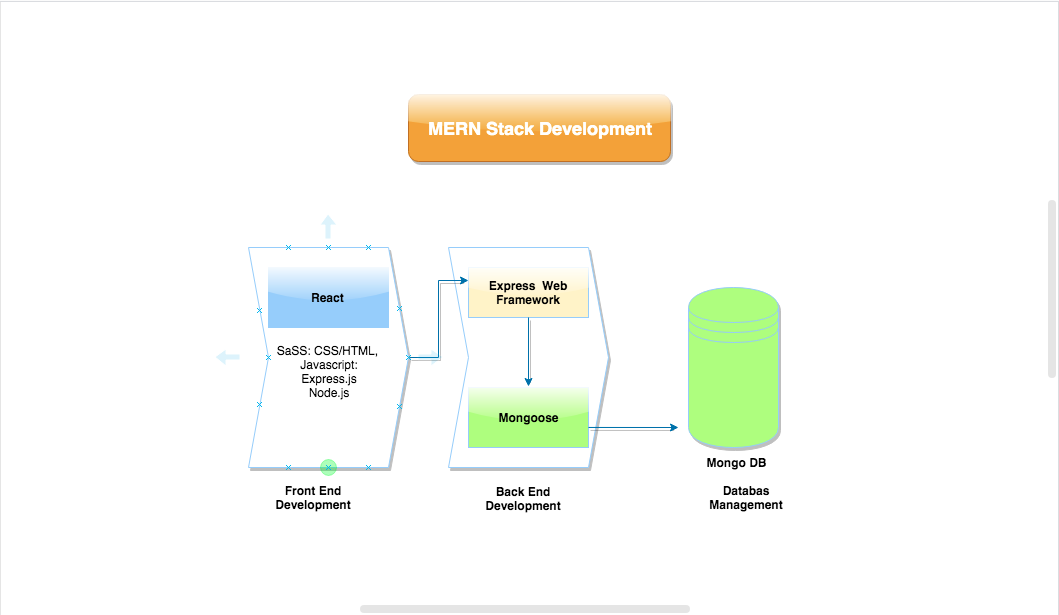 MERN Stack Development
React
SaSS: CSS/HTML,
Javascript:
Express.js
Node.js
Front End
Development
Express Web
Framework
Mongoose
Back End
Development
Mongo DB
Databas
Management